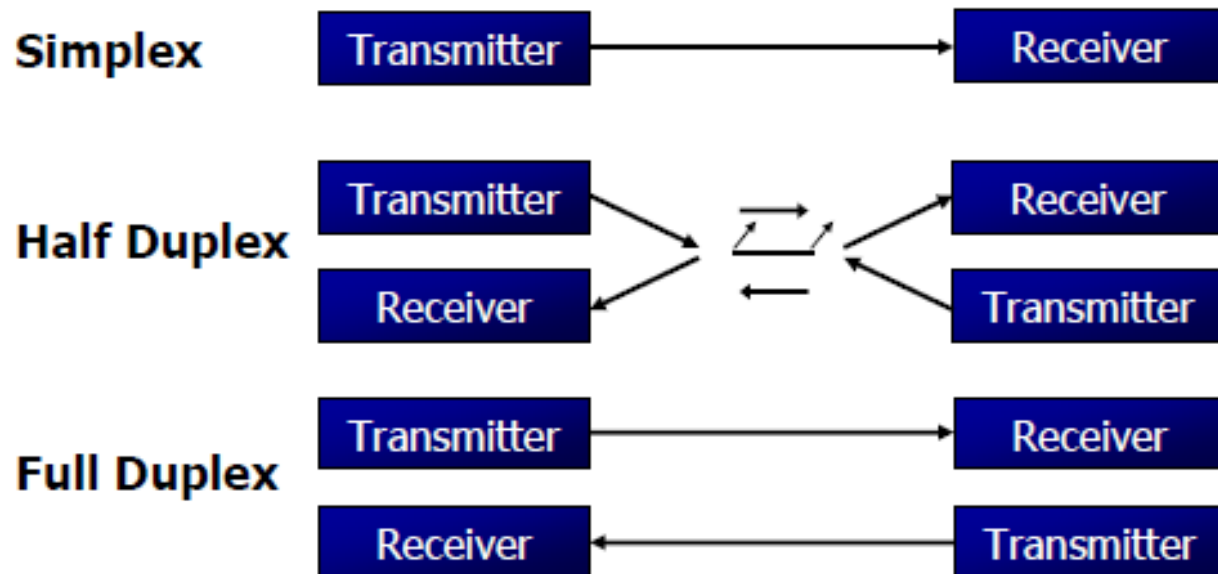 Simplex Transmitter Receiver
Transmitter Receiver
Half Duplex
Receiver Transmitter
Transmitter Receiver
Full Duplex
Receiver Transmitter